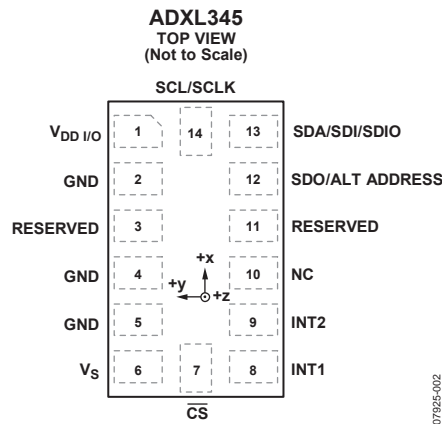 ADXL345
TOP VIEW
(Not to Scale)
SCL/SCLK
VDD I/O 1 14 13 SDA/SDI/SDIO
GND 2 12 SDO/ALT ADDRESS
RESERVED 3 11 RESERVED
+x
GND 4 +y +z 10 NC
GND 5 9 INT2
VS 6 7 8 INT1
CS
07925-002